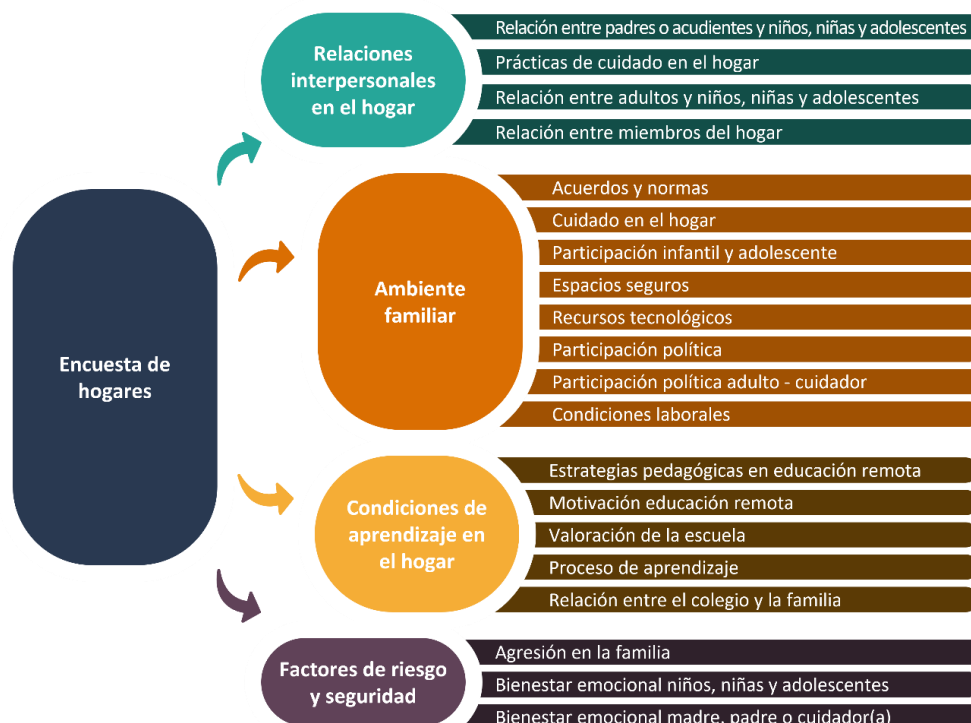 Encuesta de
hogares
Relaciones
interpersonales
en el hogar
Relación entre padres o acudientes y niños, niñas y adolescentes
Prácticas de cuidado en el hogar
Relación entre adultos y niños, niñas y adolescentes
Relación entre miembros del hogar
Ambiente
familiar
Acuerdos y normas
Cuidado en el hogar
Participación infantil y adolescente
Espacios seguros
Recursos tecnológicos
Participación política
Participación política adulto - cuidador
Condiciones laborales
Condiciones de
aprendizaje en
el hogar
Estrategias pedagógicas en educación remota
Motivación educación remota
Valoración de la escuela
Proceso de aprendizaje
Relación entre el colegio y la familia
Factores de riesgo
y seguridad
Agresión en la familia
Bienestar emocional niños, niñas y adolescentes
Bienestar emocional madre, padre o cuidador(a)